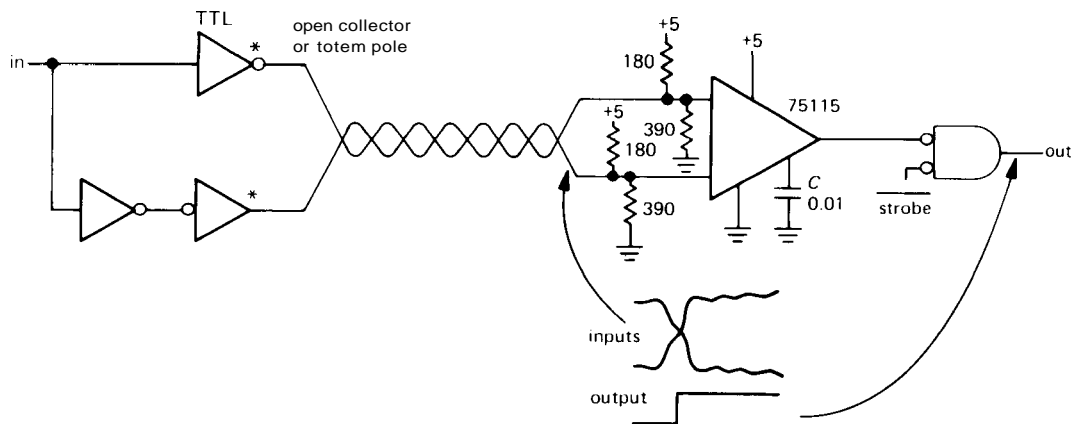 TTL
*
open collector
or totem pole
in
*
+5
180
+5
390
180
390
+5
75115
C
0.01
strobe
out
inputs
output